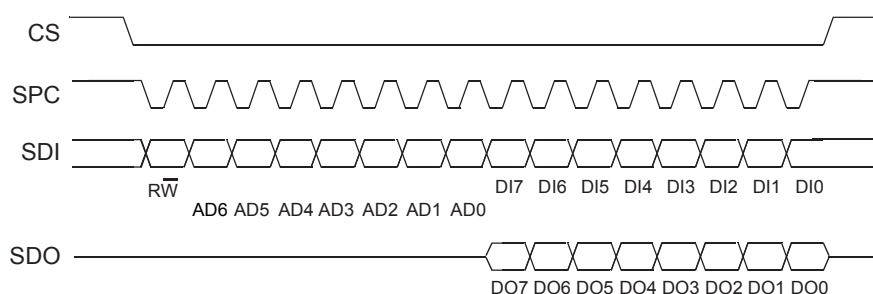 CS
SPC
SDI
RW̅
DI7 DI6 DI5 DI4 DI3 DI2 DI1 DI0
AD6 AD5 AD4 AD3 AD2 AD1 AD0
SDO
DO7 DO6 DO5 DO4 DO3 DO2 DO1 DO0